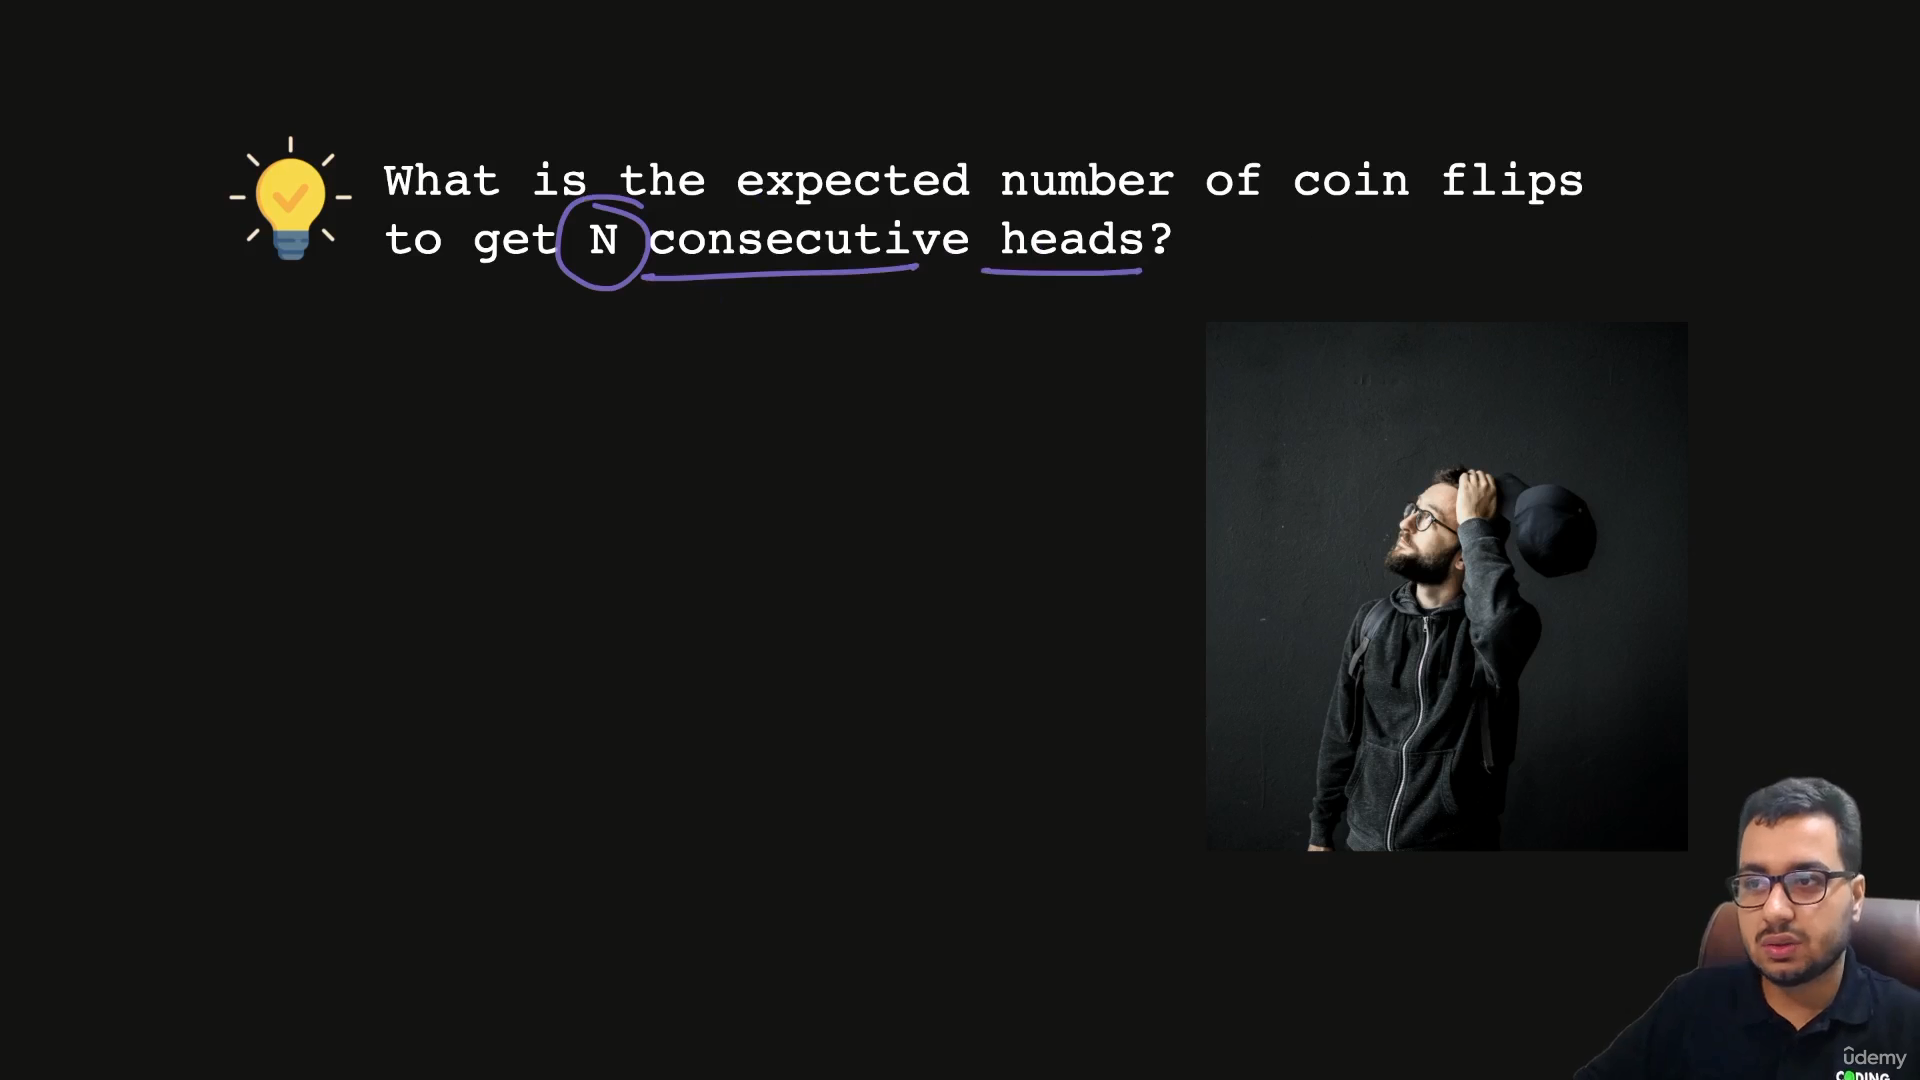 What is the expected number of coin flips
to get N consecutive heads?
ûdemy
CODING